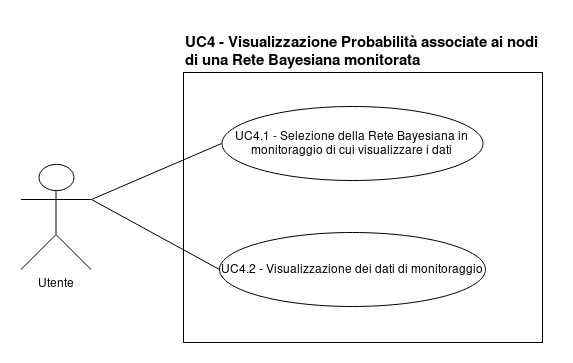 UC4 - Visualizzazione Probabilità associate ai nodi
di una Rete Bayesiana monitorata
UC4.1 - Selezione della Rete Bayesiana in
monitoraggio di cui visualizzare i dati
UC4.2 - Visualizzazione dei dati di monitoraggio
Utente